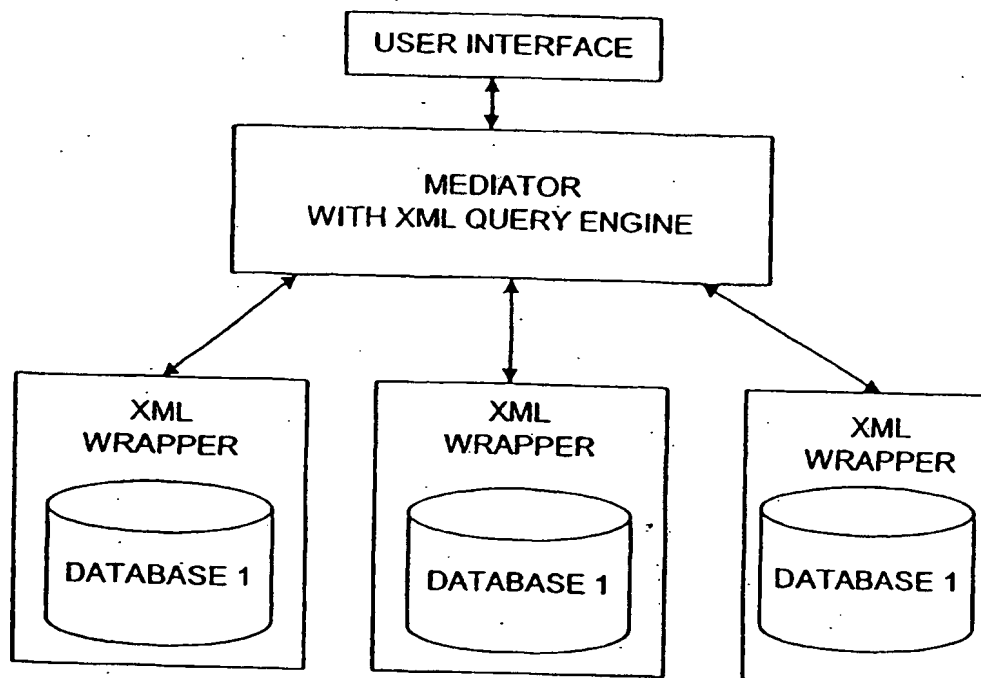 USER INTERFACE
MEDIATOR
WITH XML QUERY ENGINE
XML
WRAPPER
DATABASE 1
XML
WRAPPER
DATABASE 1
XML
WRAPPER
DATABASE 1